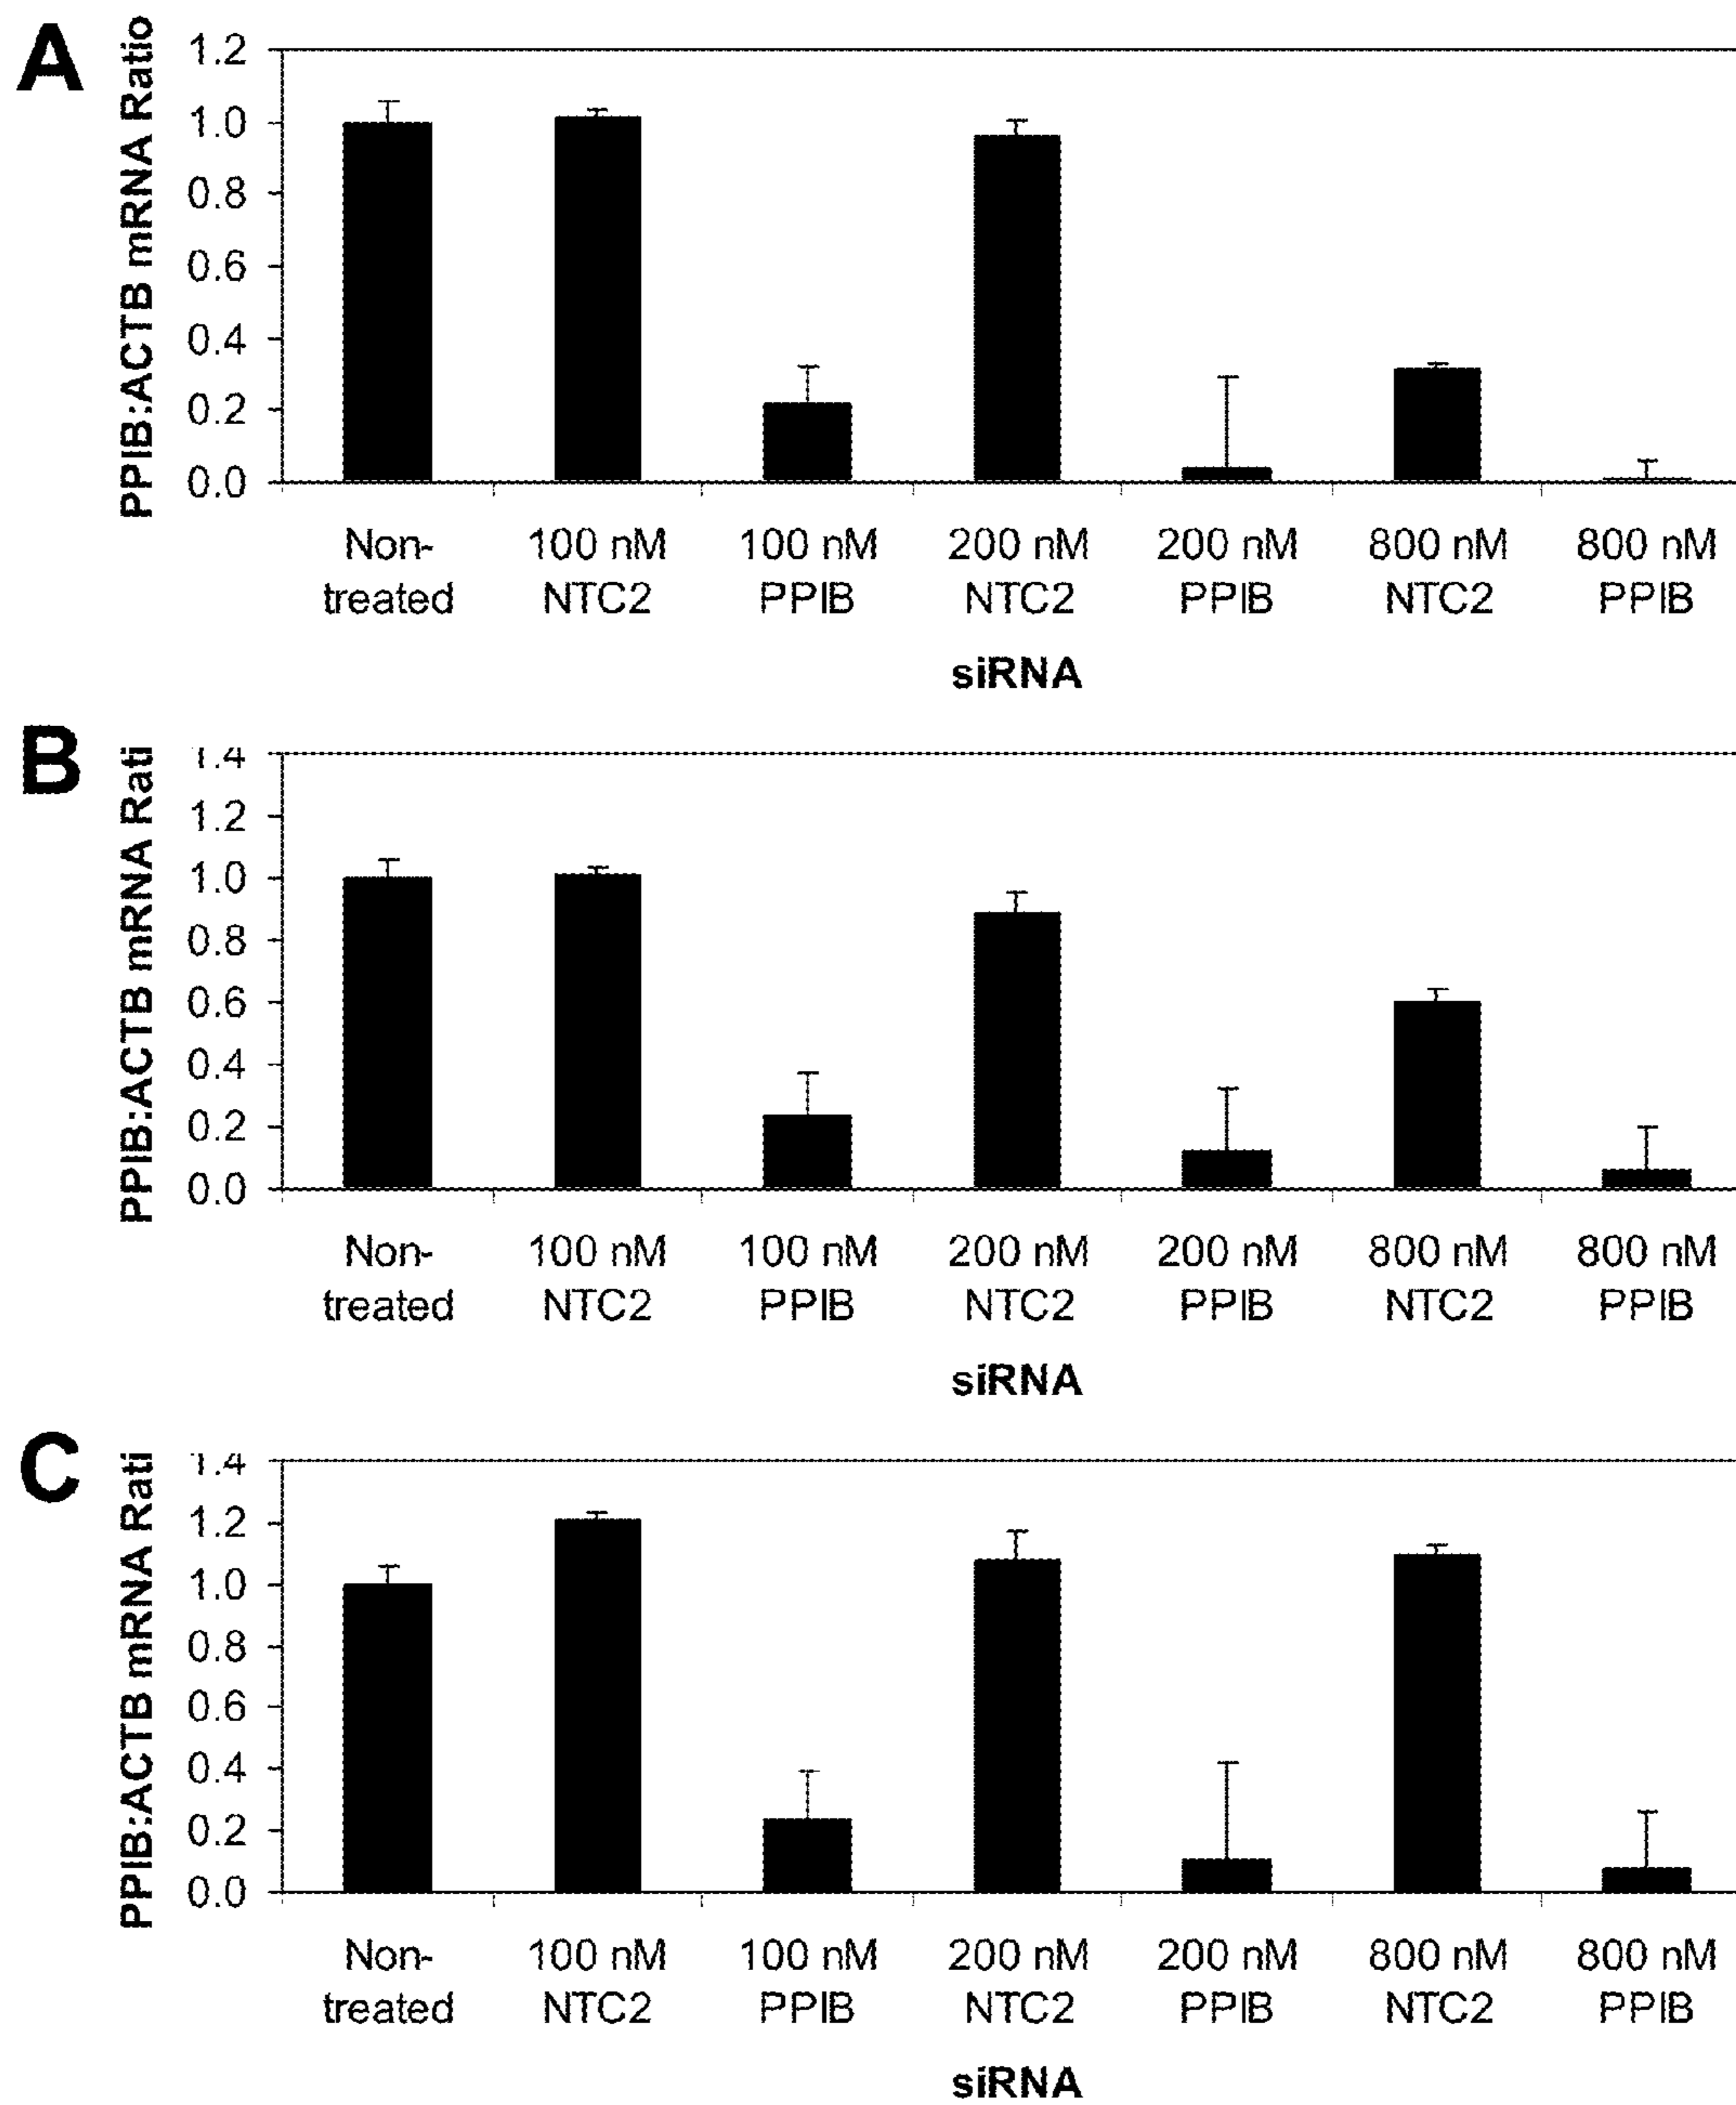 A
PPIB:ACTB mRNA Ratio
1.2
1.0
0.8
0.6
0.4
0.2
0.0
Non- 100 nM 100 nM 200 nM 200 nM 800 nM 800 nM
treated NTC2 PPIB NTC2 PPIB NTC2 PPIB
siRNA
B
PPIB:ACTB mRNA Rati
1.4
1.2
1.0
0.8
0.6
0.4
0.2
0.0
Non- 100 nM 100 nM 200 nM 200 nM 800 nM 800 nM
treated NTC2 PPIB NTC2 PPIB NTC2 PPIB
siRNA
C
PPIB:ACTB mRNA Rati
1.4
1.2
1.0
0.8
0.6
0.4
0.2
0.0
Non- 100 nM 100 nM 200 nM 200 nM 800 nM 800 nM
treated NTC2 PPIB NTC2 PPIB NTC2 PPIB
siRNA